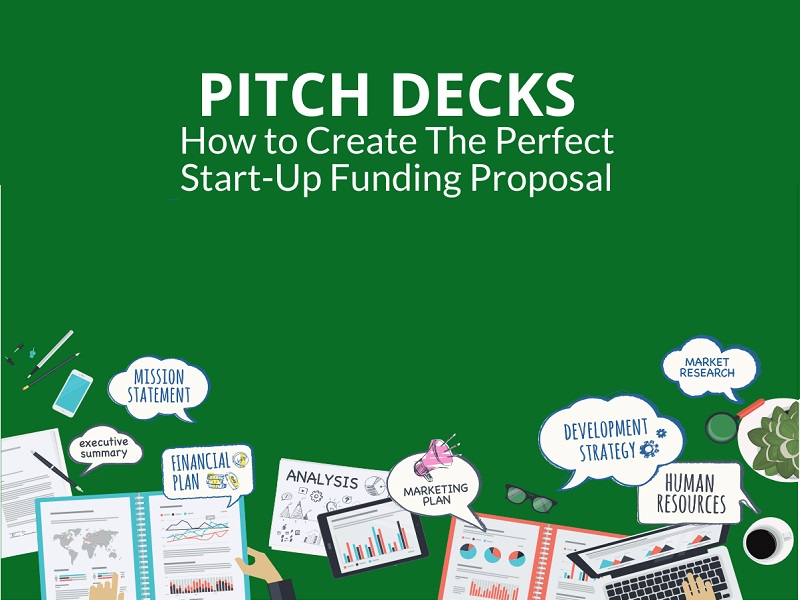 PITCH DECKS
How to Create The Perfect
Start-Up Funding Proposal
MISSION
STATEMENT
executive
summary
FINANCIAL
PLAN
ANALYSIS
MARKETING
PLAN
DEVELOPMENT
STRATEGY
MARKET
RESEARCH
HUMAN
RESOURCES